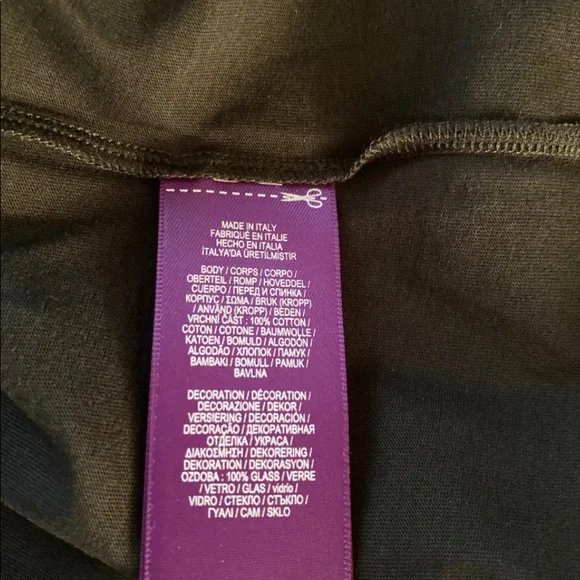 MADE IN ITALY
FABRIQUÉ EN ITALIE
HECHO EN ITALIA
İTALYA'DA ÜRETİLMİŞTİR
BODY / CORPS / CORPO /
OBERTEIL / ROMP / HOVEDDEL /
CUERPO / ПЕРЕД И СПИНКА /
КОРПУС / ΣΩΜΑ / BRUK (KROPP)
/ ANVÄND (KROPP) / BEDEN /
VRCHNÍ ČÁST : 100% COTTON /
COTON / COTONE / BAUMWOLLE /
KATOEN / BOMULD / ALGODÓN /
ALGODÃO / ХЛОПОК / ПАМУК /
BAMBAKI / BOMULL / PAMUK /
BAVLNA
DECORATION / DÉCORATION /
DECORAZIONE / DEKOR /
VERSIERING / DECORACIÓN /
DECORAÇÃO / ДЕКОРАТИВНАЯ
ОТДЕЛКА / УКРАСА /
ΔΙΑΚΟΣΜΗΣΗ / DEKORERING /
DEKORATION / DEKORASYON /
OZDOBA : 100% GLASS / VERRE
/ VETRO / GLAS / vidrio /
VIDRO / СТЕКЛО / СТЪКЛО /
ΓΥΑΛΙ / CAM / SKLO